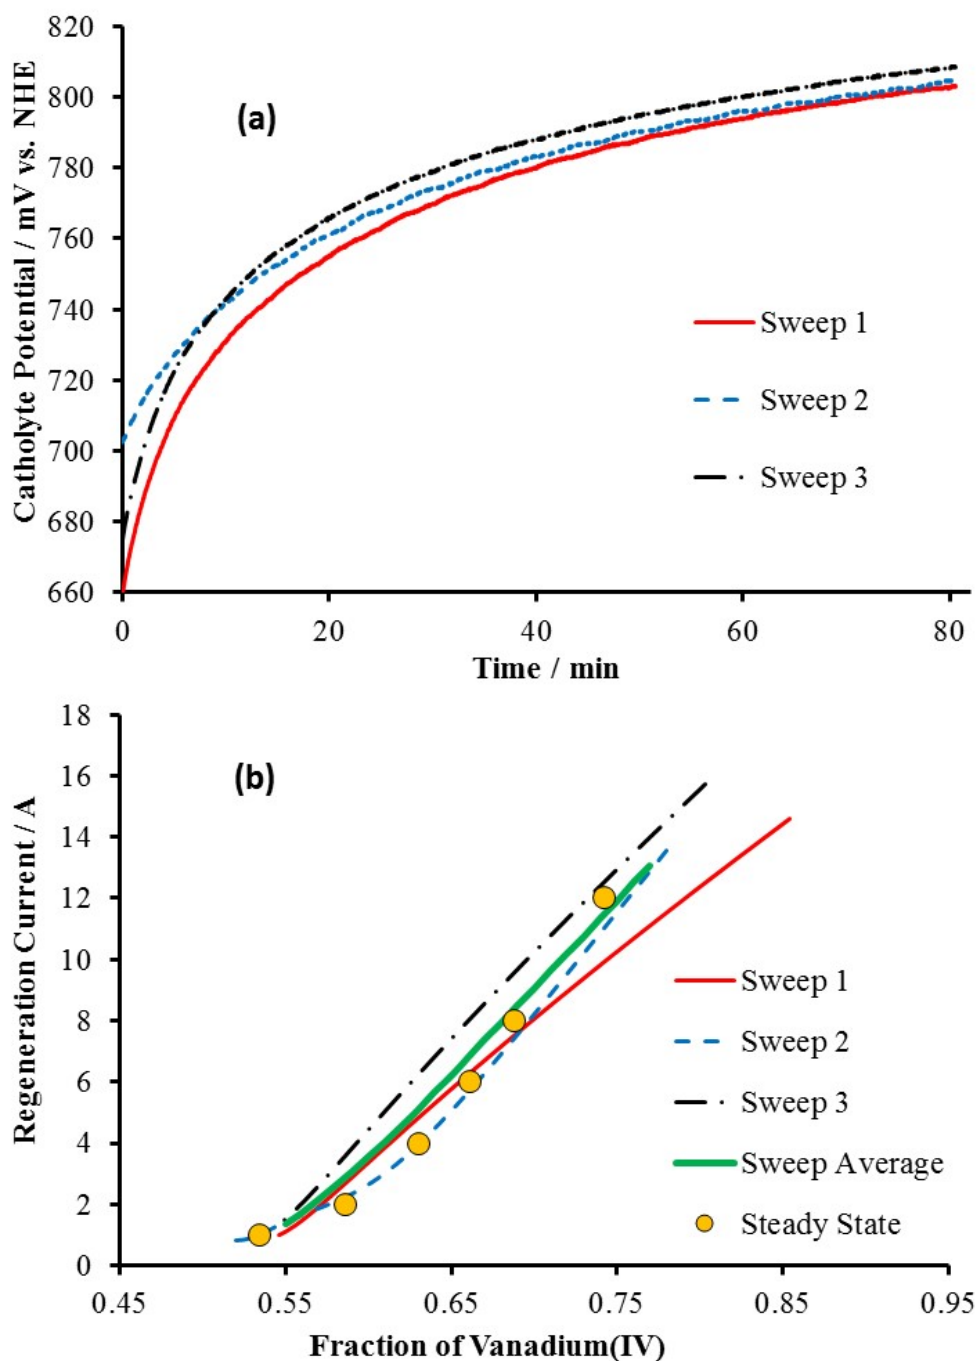 820
800
780
760
740
720
700
680
660
Catholyte Potential / mV vs. NHE
(a)
Sweep 1
Sweep 2
Sweep 3
0 20 40 60 80
Time / min
18
16
14
12
10
8
6
4
2
0
Regeneration Current / A
(b)
Sweep 1
Sweep 2
Sweep 3
Sweep Average
Steady State
0.45 0.55 0.65 0.75 0.85 0.95
Fraction of Vanadium(IV)